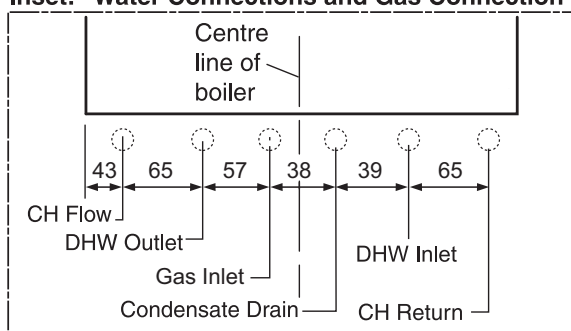 Inset: Water Connections and Gas Connection
Centre
line of
boiler
43 65 57 38 39 65
CH Flow
DHW Outlet
DHW Inlet
Gas Inlet
Condensate Drain
CH Return